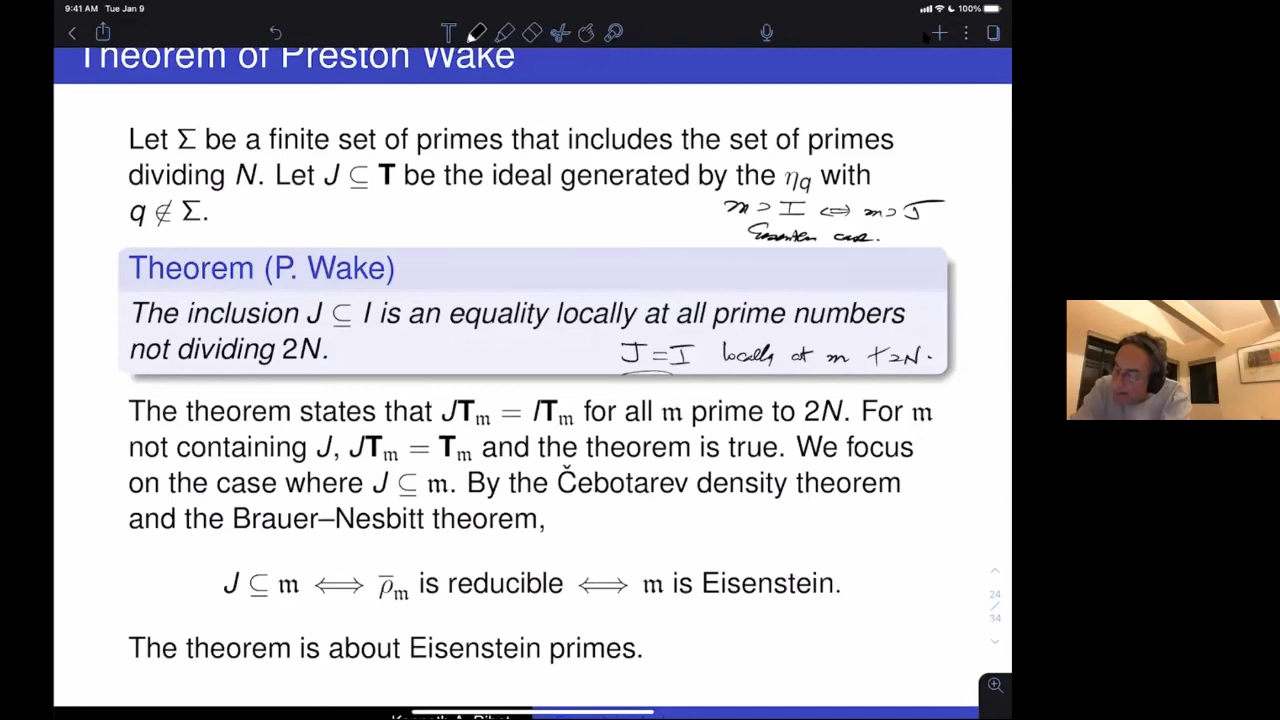 9:41 AM Tue Jan 9
100%
Theorem of Preston Wake
Let Σ be a finite set of primes that includes the set of primes
dividing N. Let J ⊆ T be the ideal generated by the η_q with
q ∉ Σ.
m ⊃ I ⇔ m ⊃ J
Eisenstein case.
Theorem (P. Wake)
The inclusion J ⊆ I is an equality locally at all prime numbers
not dividing 2N.
J = I locally at m ∤ 2N.
The theorem states that JT_𝔪 = IT_𝔪 for all 𝔪 prime to 2N. For 𝔪
not containing J, JT_𝔪 = T_𝔪 and the theorem is true. We focus
on the case where J ⊆ 𝔪. By the Čebotarev density theorem
and the Brauer–Nesbitt theorem,
J ⊆ 𝔪 ⟺ ρ̅_𝔪 is reducible ⟺ 𝔪 is Eisenstein.
The theorem is about Eisenstein primes.
24
/
34